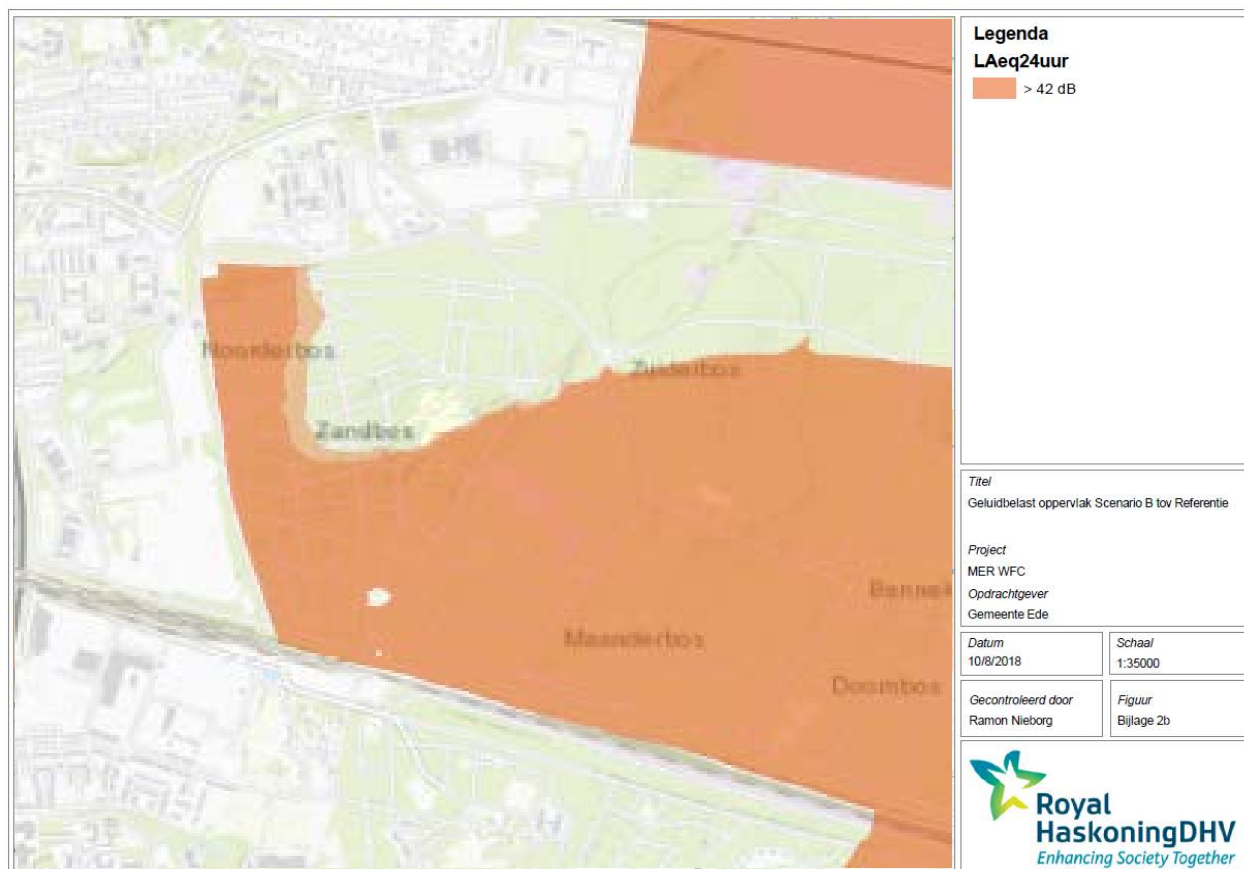 Noorderbos
Zuiderbos
Zandbos
Maanderbos
Doornbos
Legenda
LAeq24uur
> 42 dB
Titel
Geluidbelast oppervlak Scenario B tov Referentie
Project
MER WFC
Opdrachtgever
Gemeente Ede
Datum
10/8/2018
Schaal
1:35000
Gecontroleerd door
Ramon Nieborg
Figuur
Bijlage 2b
Royal
HaskoningDHV
Enhancing Society Together